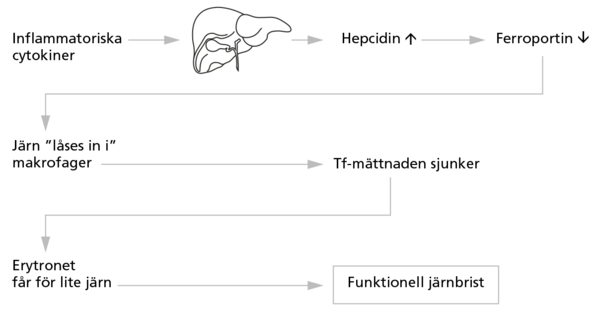 Inflammatoriska
cytokiner
Hepcidin ↑
Ferroportin ↓
Järn ”låses in i”
makrofager
Tf-mättnaden sjunker
Erytronet
får för lite järn
Funktionell järnbrist